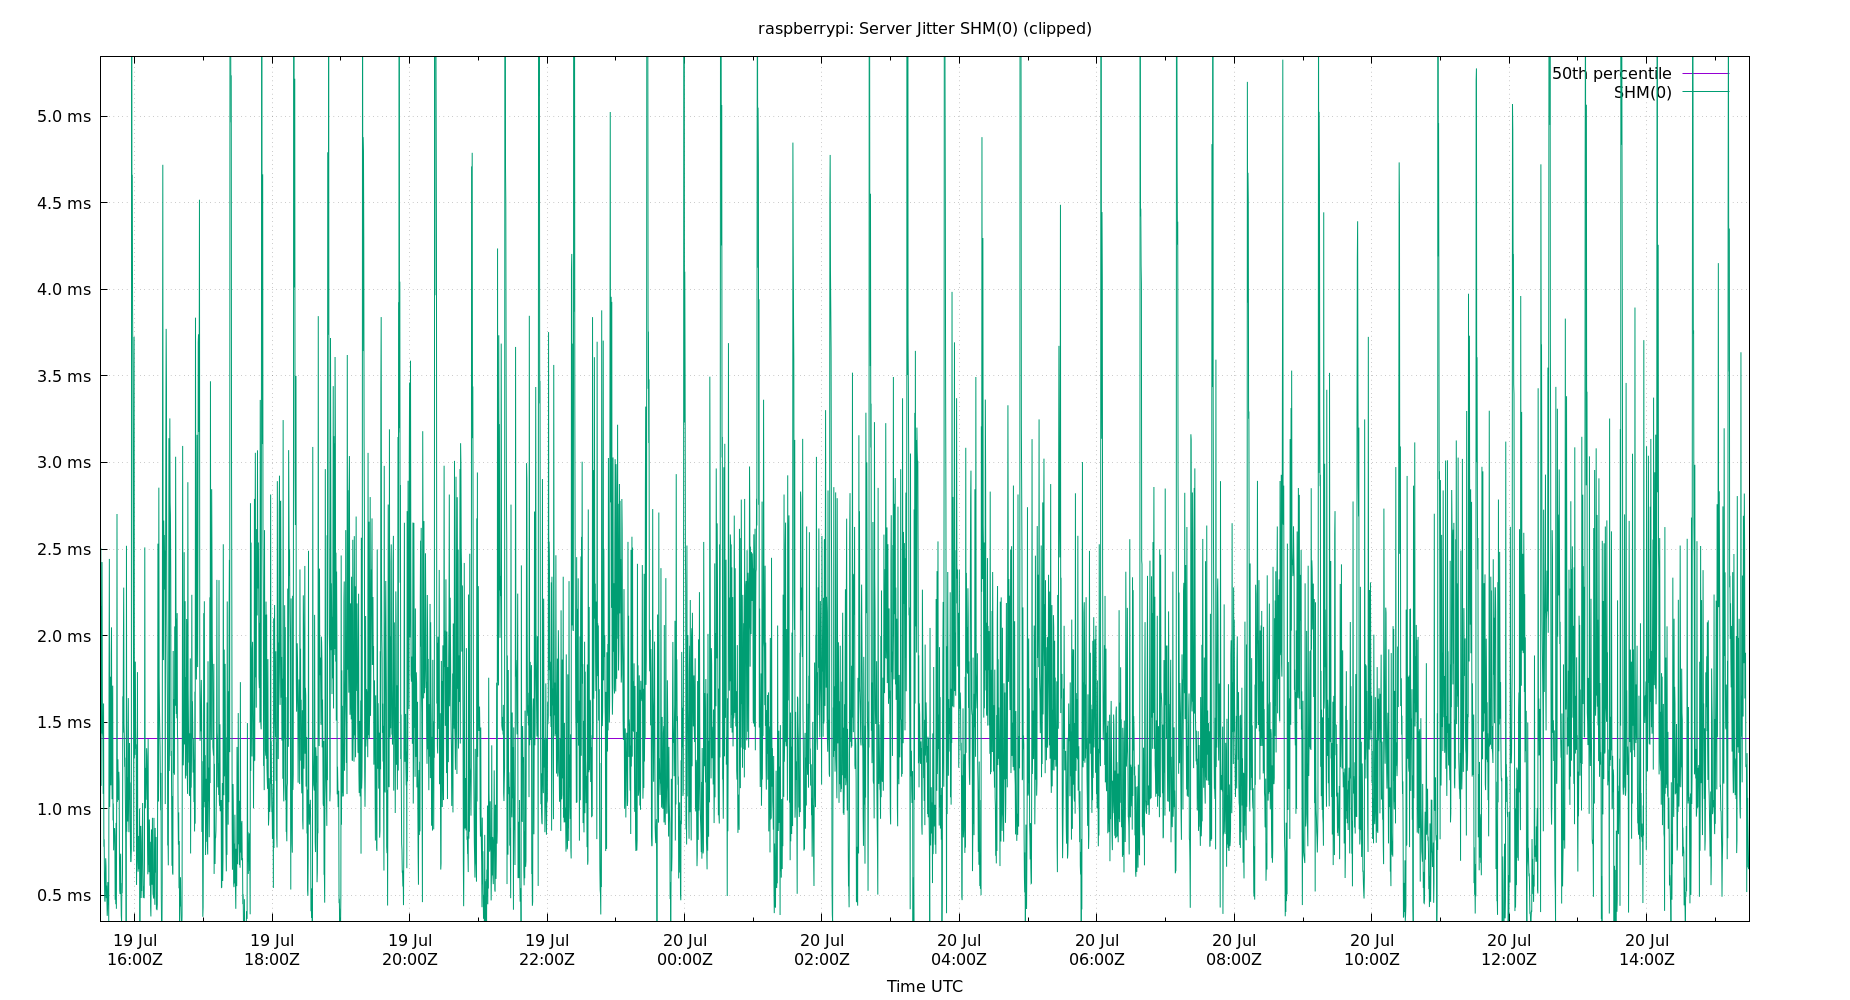 raspberrypi: Server Jitter SHM(0) (clipped)
50th percentile
SHM(0)
5.0 ms
4.5 ms
4.0 ms
3.5 ms
3.0 ms
2.5 ms
2.0 ms
1.5 ms
1.0 ms
0.5 ms
19 Jul 19 Jul 19 Jul 19 Jul 20 Jul 20 Jul 20 Jul 20 Jul 20 Jul 20 Jul 20 Jul 20 Jul
16:00Z 18:00Z 20:00Z 22:00Z 00:00Z 02:00Z 04:00Z 06:00Z 08:00Z 10:00Z 12:00Z 14:00Z
Time UTC